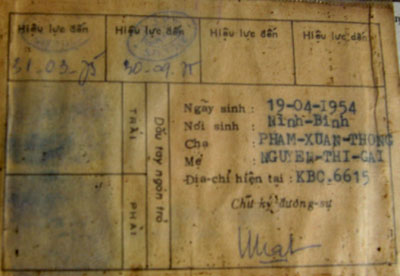 Hiệu lực đến
Hiệu lực đến
Hiệu lực đến
Hiệu lực đến
31-03-75
30-09-75
TRÁI
PHẢI
Dấu tay ngón trỏ
Ngày sinh : 19-04-1954
Nơi sinh : Ninh-Bình
Cha : PHAM-XUAN-THONG
Mẹ : NGUYEN-THI-CAI
Địa-chỉ hiện tại : KBC.6615
Chữ ký đương-sự